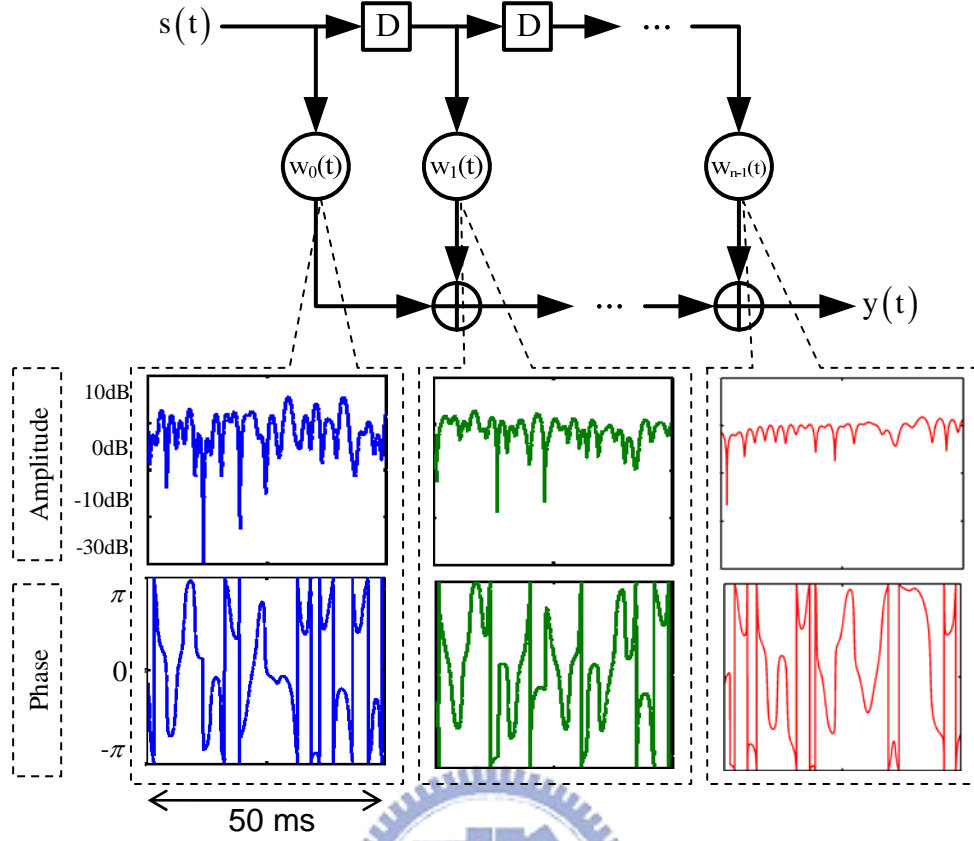 s(t)
D
D
...
w₀(t)
w₁(t)
wₙ₋₁(t)
...
y(t)
Amplitude
10dB
0dB
-10dB
-30dB
Phase
π
0
-π
50 ms